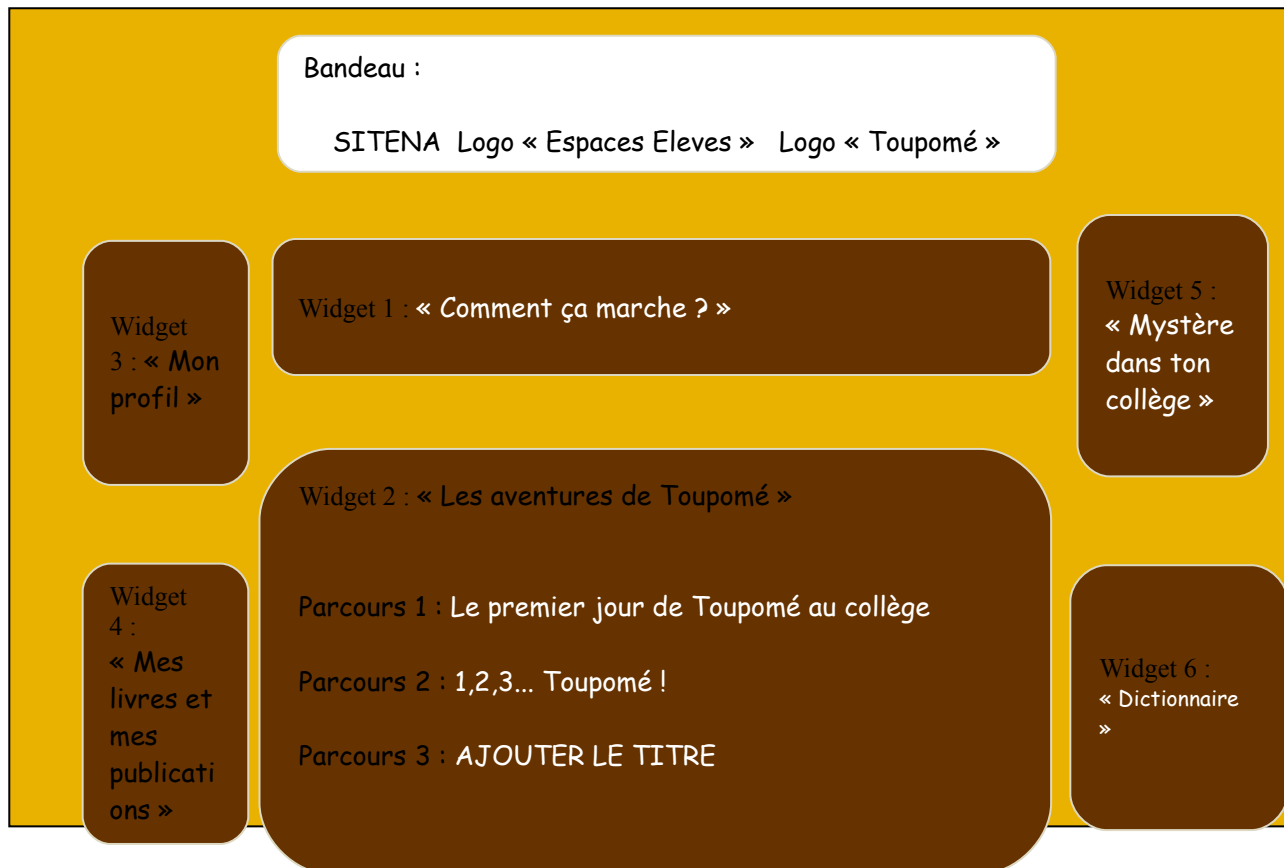 Bandeau :
SITENA Logo « Espaces Eleves » Logo « Toupomé »
Widget
3 : « Mon
profil »
Widget 1 : « Comment ça marche ? »
Widget 5 :
« Mystère
dans ton
collège »
Widget 2 : « Les aventures de Toupomé »
Parcours 1 : Le premier jour de Toupomé au collège
Parcours 2 : 1,2,3... Toupomé !
Parcours 3 : AJOUTER LE TITRE
Widget
4 :
« Mes
livres et
mes
publicati
ons »
Widget 6 :
« Dictionnaire
»